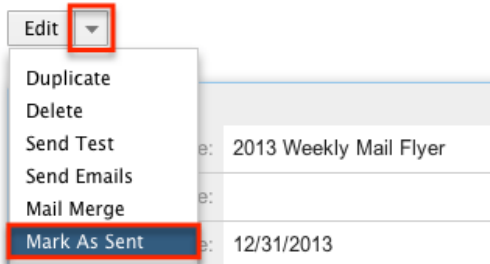 Edit
Duplicate
Delete
Send Test
e: 2013 Weekly Mail Flyer
Send Emails
e:
Mail Merge
Mark As Sent
e: 12/31/2013